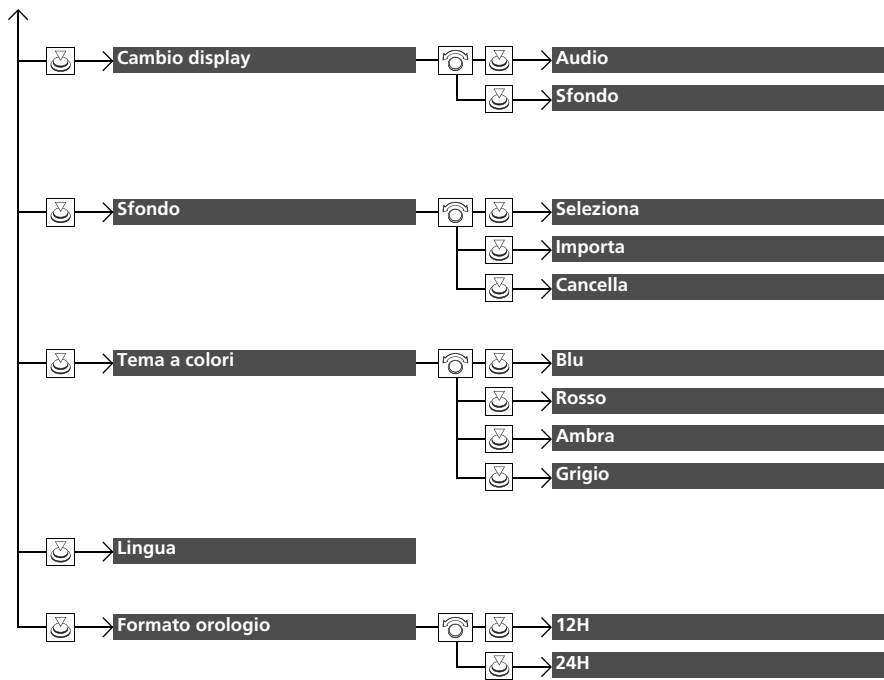 Cambio display
Audio
Sfondo
Sfondo
Seleziona
Importa
Cancella
Tema a colori
Blu
Rosso
Ambra
Grigio
Lingua
Formato orologio
12H
24H